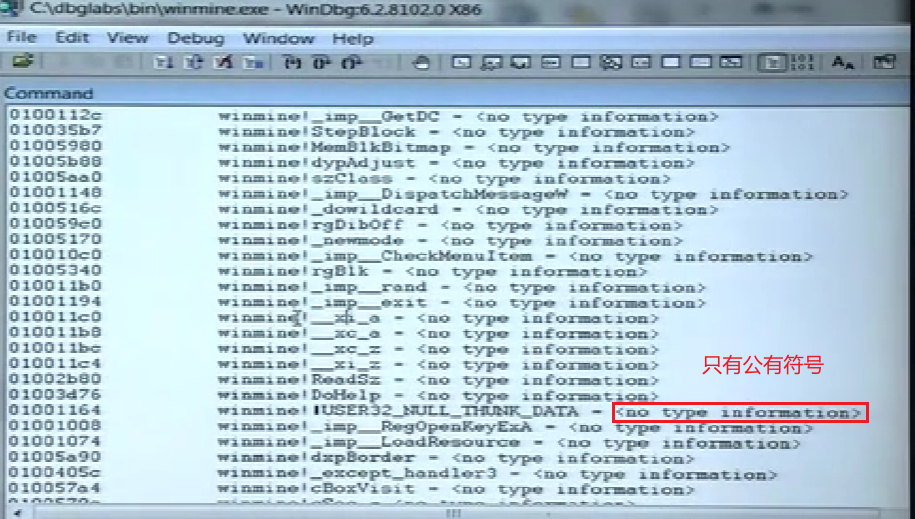 C:\dbglabs\bin\winmine.exe - WinDbg:6.2.8102.0 X86
File Edit View Debug Window Help
Command
0100112c winmine!_imp__GetDC = <no type information>
010035b7 winmine!StepBlock = <no type information>
01005980 winmine!MemBlkBitmap = <no type information>
01005b88 winmine!dypAdjust = <no type information>
01005aa0 winmine!szClass = <no type information>
01001148 winmine!_imp__DispatchMessageW = <no type information>
0100516c winmine!_dowildcard = <no type information>
010059c0 winmine!rgDibOff = <no type information>
01005170 winmine!_newmode = <no type information>
010010c0 winmine!_imp__CheckMenuItem = <no type information>
01005340 winmine!rgBlk = <no type information>
010011b0 winmine!_imp__rand = <no type information>
01001194 winmine!_imp__exit = <no type information>
010011c0 winmine!__xi_a = <no type information>
010011b8 winmine!__xc_a = <no type information>
010011bc winmine!__xc_z = <no type information>
010011c4 winmine!__xi_z = <no type information>
只有公有符号
01002b80 winmine!ReadSz = <no type information>
01003d76 winmine!DoHelp = <no type information>
01001164 winmine!USER32_NULL_THUNK_DATA = <no type information>
01001008 winmine!_imp__RegOpenKeyExA = <no type information>
01001074 winmine!_imp__LoadResource = <no type information>
01005a90 winmine!dxpBorder = <no type information>
0100405c winmine!_except_handler3 = <no type information>
010057a4 winmine!cBoxVisit = <no type information>